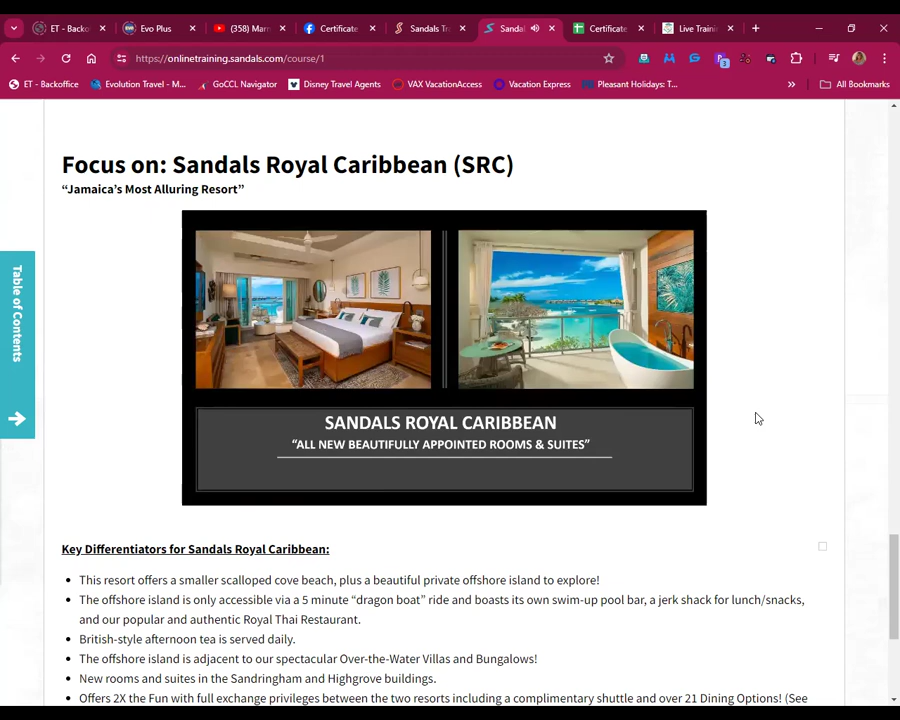 ET - Backo
Evo Plus
(358) Marr
Certificate
Sandals Tr
Sandal
Certificate
Live Trainin
https://onlinetraining.sandals.com/course/1
3
ET - Backoffice
Evolution Travel - M...
GoCCL Navigator
Disney Travel Agents
VAX VacationAccess
Vacation Express
Pleasant Holidays: T...
»
All Bookmarks
Focus on: Sandals Royal Caribbean (SRC)
“Jamaica’s Most Alluring Resort”
Table of Contents
SANDALS ROYAL CARIBBEAN
“ALL NEW BEAUTIFULLY APPOINTED ROOMS & SUITES”
Key Differentiators for Sandals Royal Caribbean:
• This resort offers a smaller scalloped cove beach, plus a beautiful private offshore island to explore!
• The offshore island is only accessible via a 5 minute “dragon boat” ride and boasts its own swim-up pool bar, a jerk shack for lunch/snacks,
and our popular and authentic Royal Thai Restaurant.
• British-style afternoon tea is served daily.
• The offshore island is adjacent to our spectacular Over-the-Water Villas and Bungalows!
• New rooms and suites in the Sandringham and Highgrove buildings.
• Offers 2X the Fun with full exchange privileges between the two resorts including a complimentary shuttle and over 21 Dining Options! (See